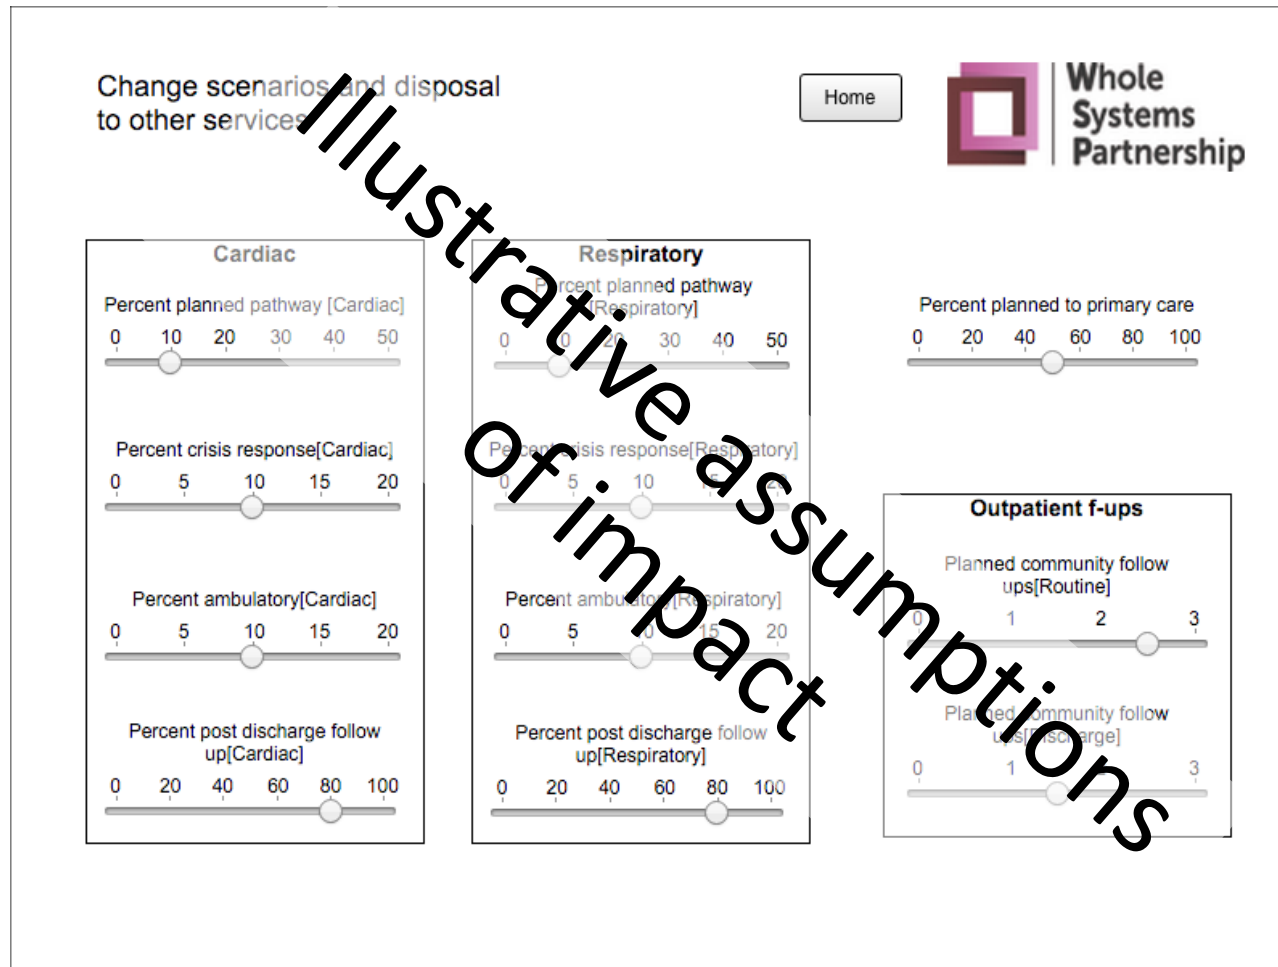 Change scenarios and disposal
to other services
Home
Whole
Systems
Partnership
Illustrative assumptions
of impact
Cardiac
Percent planned pathway [Cardiac]
0 10 20 30 40 50
Percent crisis response[Cardiac]
0 5 10 15 20
Percent ambulatory[Cardiac]
0 5 10 15 20
Percent post discharge follow
up[Cardiac]
0 20 40 60 80 100
Respiratory
Percent planned pathway
[Respiratory]
0 10 20 30 40 50
Percent crisis response[Respiratory]
0 5 10 15 20
Percent ambulatory[Respiratory]
0 5 10 15 20
Percent post discharge follow
up[Respiratory]
0 20 40 60 80 100
Percent planned to primary care
0 20 40 60 80 100
Outpatient f-ups
Planned community follow
ups[Routine]
0 1 2 3
Planned community follow
ups[Discharge]
0 1 2 3